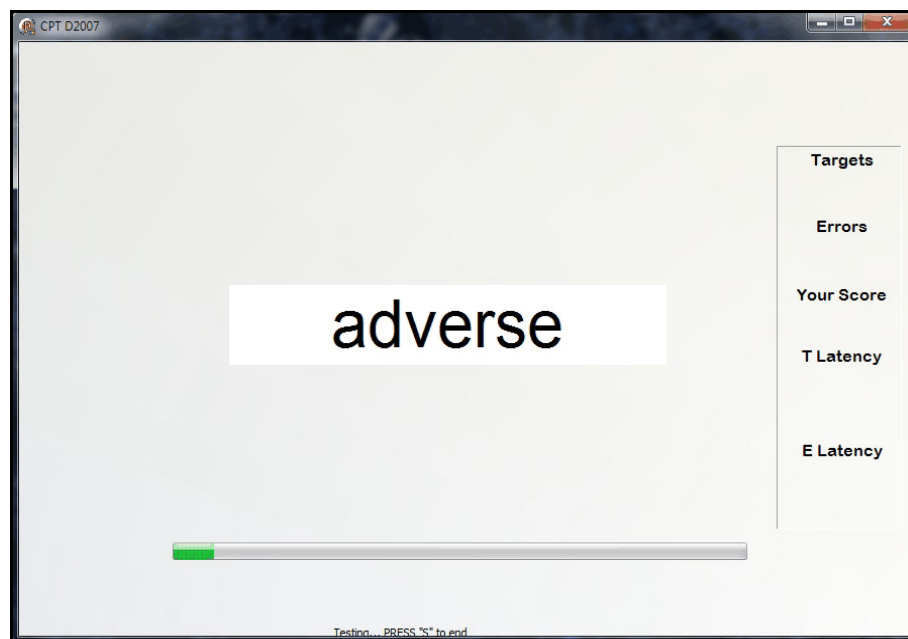 CPT D2007
Targets
Errors
Your Score
adverse
T Latency
E Latency
Testing... PRESS "S" to end